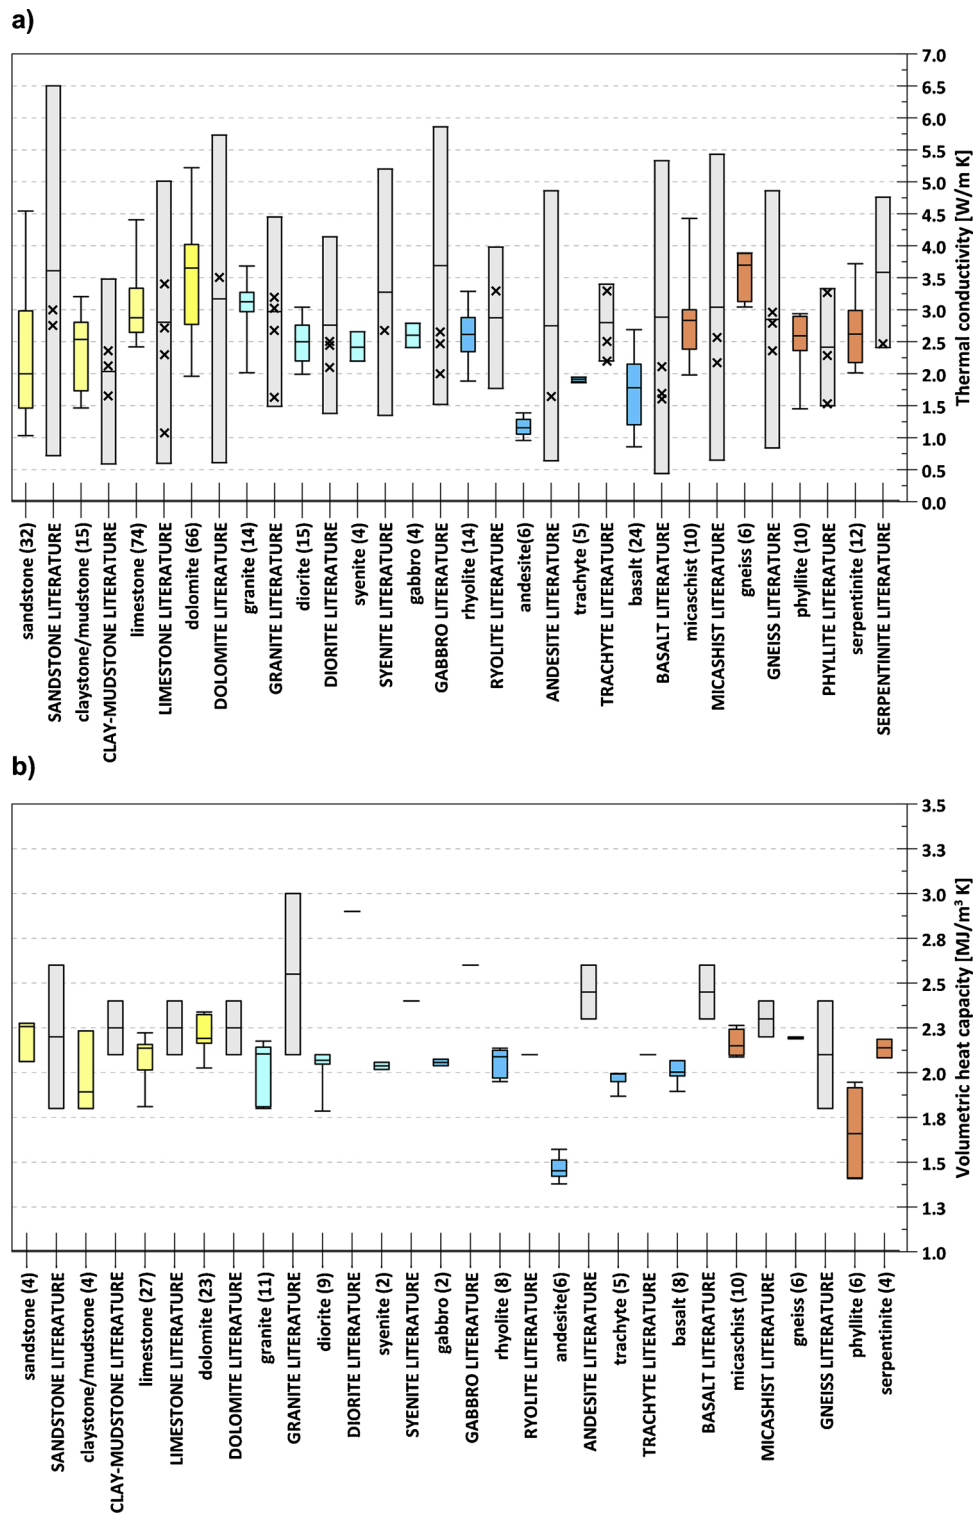 a)
7.0
6.5
6.0
5.5
5.0
4.5
4.0
3.5
3.0
2.5
2.0
1.5
1.0
0.5
0.0
Thermal conductivity [W/m K]
sandstone (32)
SANDSTONE LITERATURE
claystone/mudstone (15)
CLAY-MUDSTONE LITERATURE
limestone (74)
LIMESTONE LITERATURE
dolomite (66)
DOLOMITE LITERATURE
granite (14)
GRANITE LITERATURE
diorite (15)
DIORITE LITERATURE
syenite (4)
SYENITE LITERATURE
gabbro (4)
GABBRO LITERATURE
rhyolite (14)
RYOLITE LITERATURE
andesite(6)
ANDESITE LITERATURE
trachyte (5)
TRACHYTE LITERATURE
basalt (24)
BASALT LITERATURE
micaschist (10)
MICASHIST LITERATURE
gneiss (6)
GNEISS LITERATURE
phyllite (10)
PHYLLITE LITERATURE
serpentinite (12)
SERPENTINITE LITERATURE
b)
3.5
3.3
3.0
2.8
2.5
2.3
2.0
1.8
1.5
1.3
1.0
Volumetric heat capacity [MJ/m³ K]
sandstone (4)
SANDSTONE LITERATURE
claystone/mudstone (4)
CLAY-MUDSTONE LITERATURE
limestone (27)
LIMESTONE LITERATURE
dolomite (23)
DOLOMITE LITERATURE
granite (11)
GRANITE LITERATURE
diorite (9)
DIORITE LITERATURE
syenite (2)
SYENITE LITERATURE
gabbro (2)
GABBRO LITERATURE
rhyolite (8)
RYOLITE LITERATURE
andesite(6)
ANDESITE LITERATURE
trachyte (5)
TRACHYTE LITERATURE
basalt (8)
BASALT LITERATURE
micaschist (10)
MICASHIST LITERATURE
gneiss (6)
GNEISS LITERATURE
phyllite (6)
serpentinite (4)